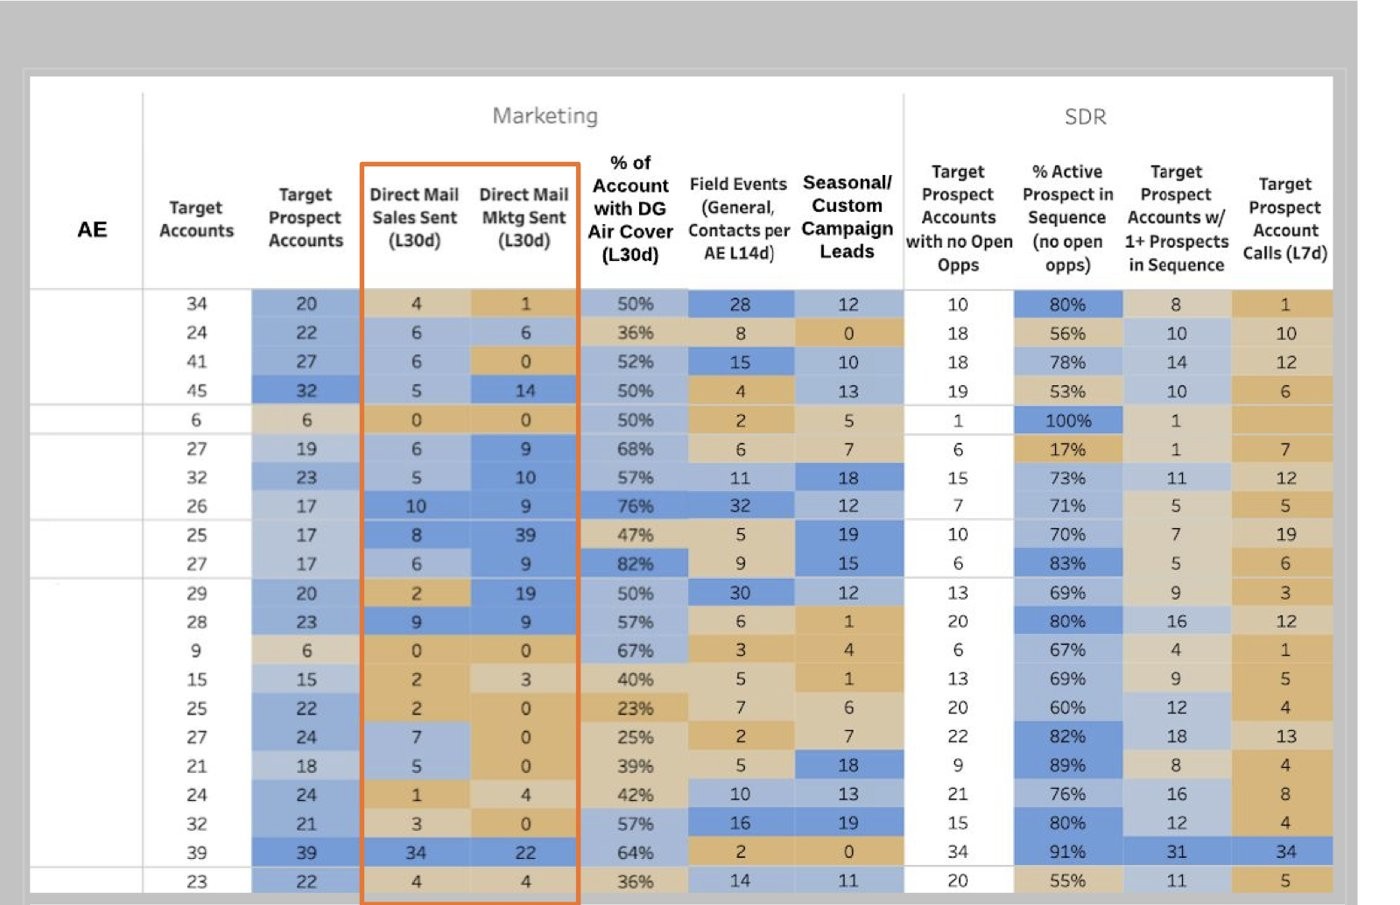 Marketing SDR
AE
Target Accounts
Target Prospect Accounts
Direct Mail Sales Sent (L30d)
Direct Mail Mktg Sent (L30d)
% of Account with DG Air Cover (L30d)
Field Events (General, Contacts per AE L14d)
Seasonal/ Custom Campaign Leads
Target Prospect Accounts with no Open Opps
% Active Prospect in Sequence (no open opps)
Target Prospect Accounts w/ 1+ Prospects in Sequence
Target Prospect Account Calls (L7d)
34 20 4 1 50% 28 12 10 80% 8 1
24 22 6 6 36% 8 0 18 56% 10 10
41 27 6 0 52% 15 10 18 78% 14 12
45 32 5 14 50% 4 13 19 53% 10 6
6 6 0 0 50% 2 5 1 100% 1
27 19 6 9 68% 6 7 6 17% 1 7
32 23 5 10 57% 11 18 15 73% 11 12
26 17 10 9 76% 32 12 7 71% 5 5
25 17 8 39 47% 5 19 10 70% 7 19
27 17 6 9 82% 9 15 6 83% 5 6
29 20 2 19 50% 30 12 13 69% 9 3
28 23 9 9 57% 6 1 20 80% 16 12
9 6 0 0 67% 3 4 6 67% 4 1
15 15 2 3 40% 5 1 13 69% 9 5
25 22 2 0 23% 7 6 20 60% 12 4
27 24 7 0 25% 2 7 22 82% 18 13
21 18 5 0 39% 5 18 9 89% 8 4
24 24 1 4 42% 10 13 21 76% 16 8
32 21 3 0 57% 16 19 15 80% 12 4
39 39 34 22 64% 2 0 34 91% 31 34
23 22 4 4 36% 14 11 20 55% 11 5